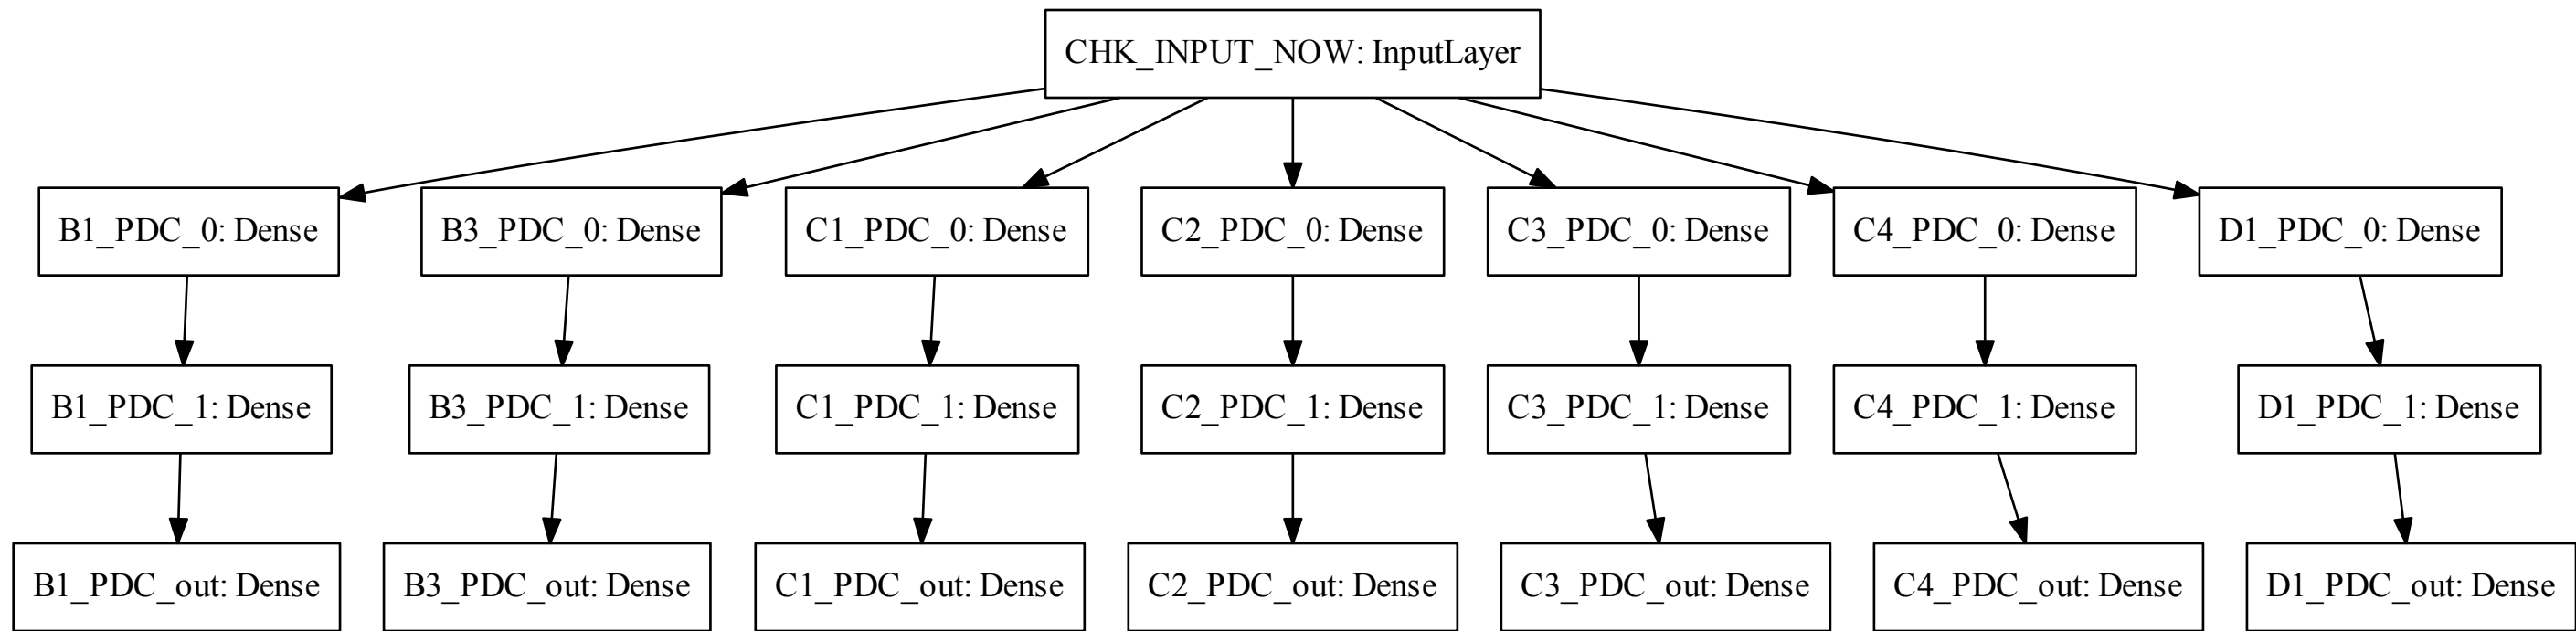 CHK_INPUT_NOW: InputLayer
B1_PDC_0: Dense
B3_PDC_0: Dense
C1_PDC_0: Dense
C2_PDC_0: Dense
C3_PDC_0: Dense
C4_PDC_0: Dense
D1_PDC_0: Dense
B1_PDC_1: Dense
B3_PDC_1: Dense
C1_PDC_1: Dense
C2_PDC_1: Dense
C3_PDC_1: Dense
C4_PDC_1: Dense
D1_PDC_1: Dense
B1_PDC_out: Dense
B3_PDC_out: Dense
C1_PDC_out: Dense
C2_PDC_out: Dense
C3_PDC_out: Dense
C4_PDC_out: Dense
D1_PDC_out: Dense